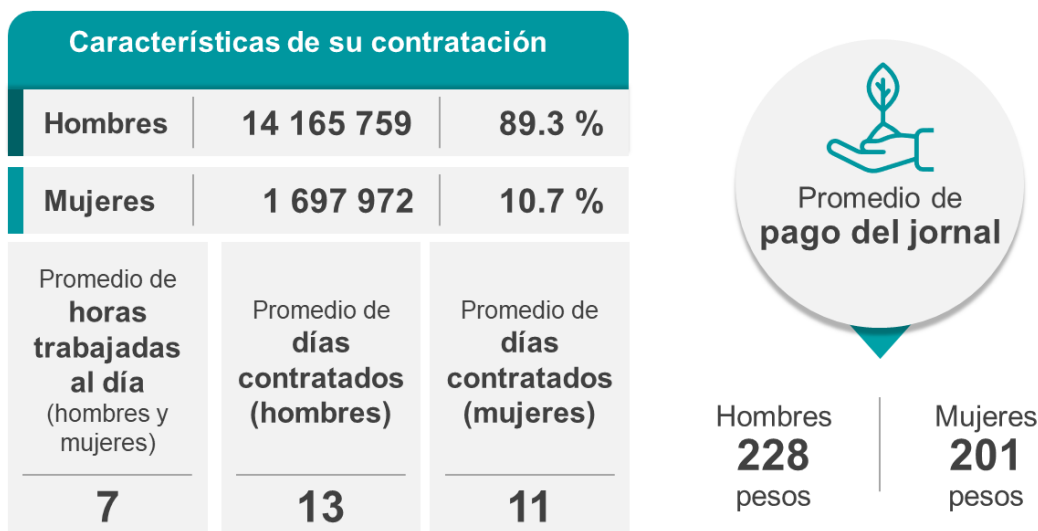 Características de su contratación
Hombres 14 165 759 89.3 %
Mujeres 1 697 972 10.7 %
Promedio de
horas
trabajadas
al día
(hombres y
mujeres)
7
Promedio de
días
contratados
(hombres)
13
Promedio de
días
contratados
(mujeres)
11
Promedio de
pago del jornal
Hombres
228
pesos
Mujeres
201
pesos